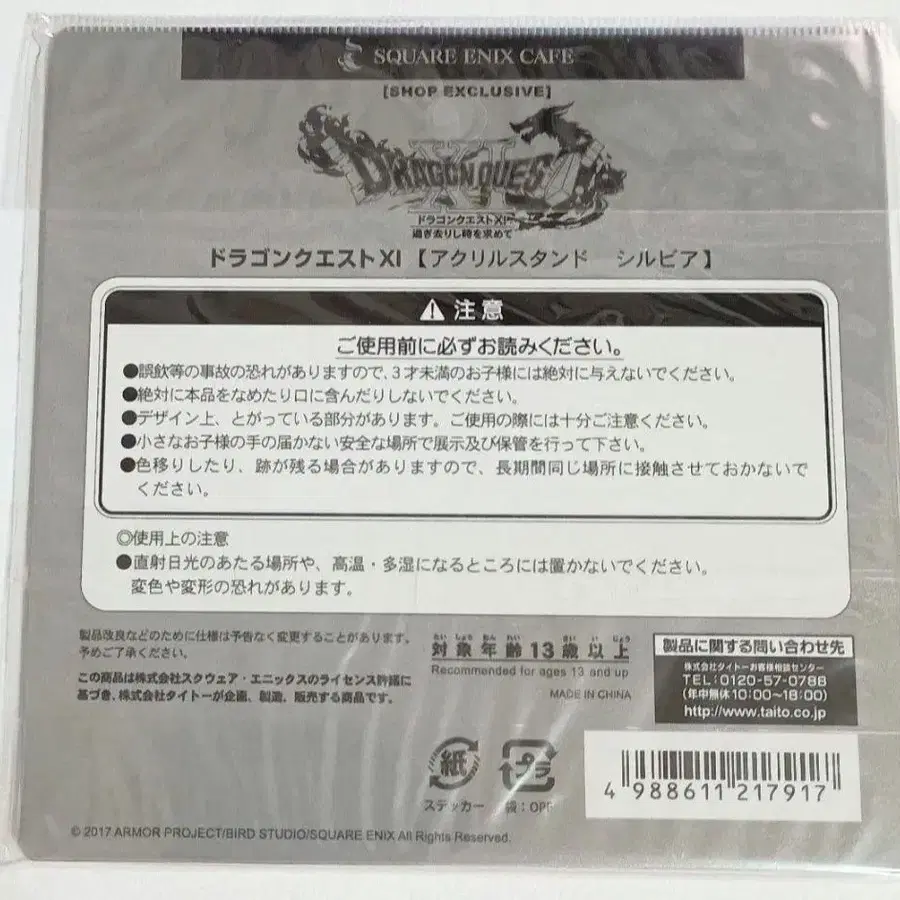 SQUARE ENIX CAFE
[SHOP EXCLUSIVE]
DRAGON QUEST XI
ドラゴンクエストXI
過ぎ去りし時を求めて
ドラゴンクエストXI【アクリルスタンド シルビア】
注意
ご使用前に必ずお読みください。
●誤飲等の事故の恐れがありますので、3才未満のお子様には絶対に与えないでください。
●絶対に本品をなめたり口に含んだりしないでください。
●デザイン上、とがっている部分があります。ご使用の際には十分ご注意ください。
●小さなお子様の手の届かない安全な場所で展示及び保管を行って下さい。
●色移りしたり、跡が残る場合がありますので、長期間同じ場所に接触させておかないで
ください。
◎使用上の注意
●直射日光のあたる場所や、高温・多湿になるところには置かないでください。
変色や変形の恐れがあります。
製品改良などのために仕様は予告なく変更することがあります。
予めご了承ください。
この商品は株式会社スクウェア・エニックスのライセンス許諾に
基づき、株式会社タイトーが企画、製造、販売する商品です。
たいしょうねんれい さいいじょう
対象年齢13歳以上
Recommended for ages 13 and up
MADE IN CHINA
製品に関する問い合わせ先
株式会社タイトーお客様相談センター
TEL:0120-57-0788
(年中無休10:00~18:00)
http://www.taito.co.jp
紙
プラ
ステッカー
袋:OPP
4 988611 217917
© 2017 ARMOR PROJECT/BIRD STUDIO/SQUARE ENIX All Rights Reserved.